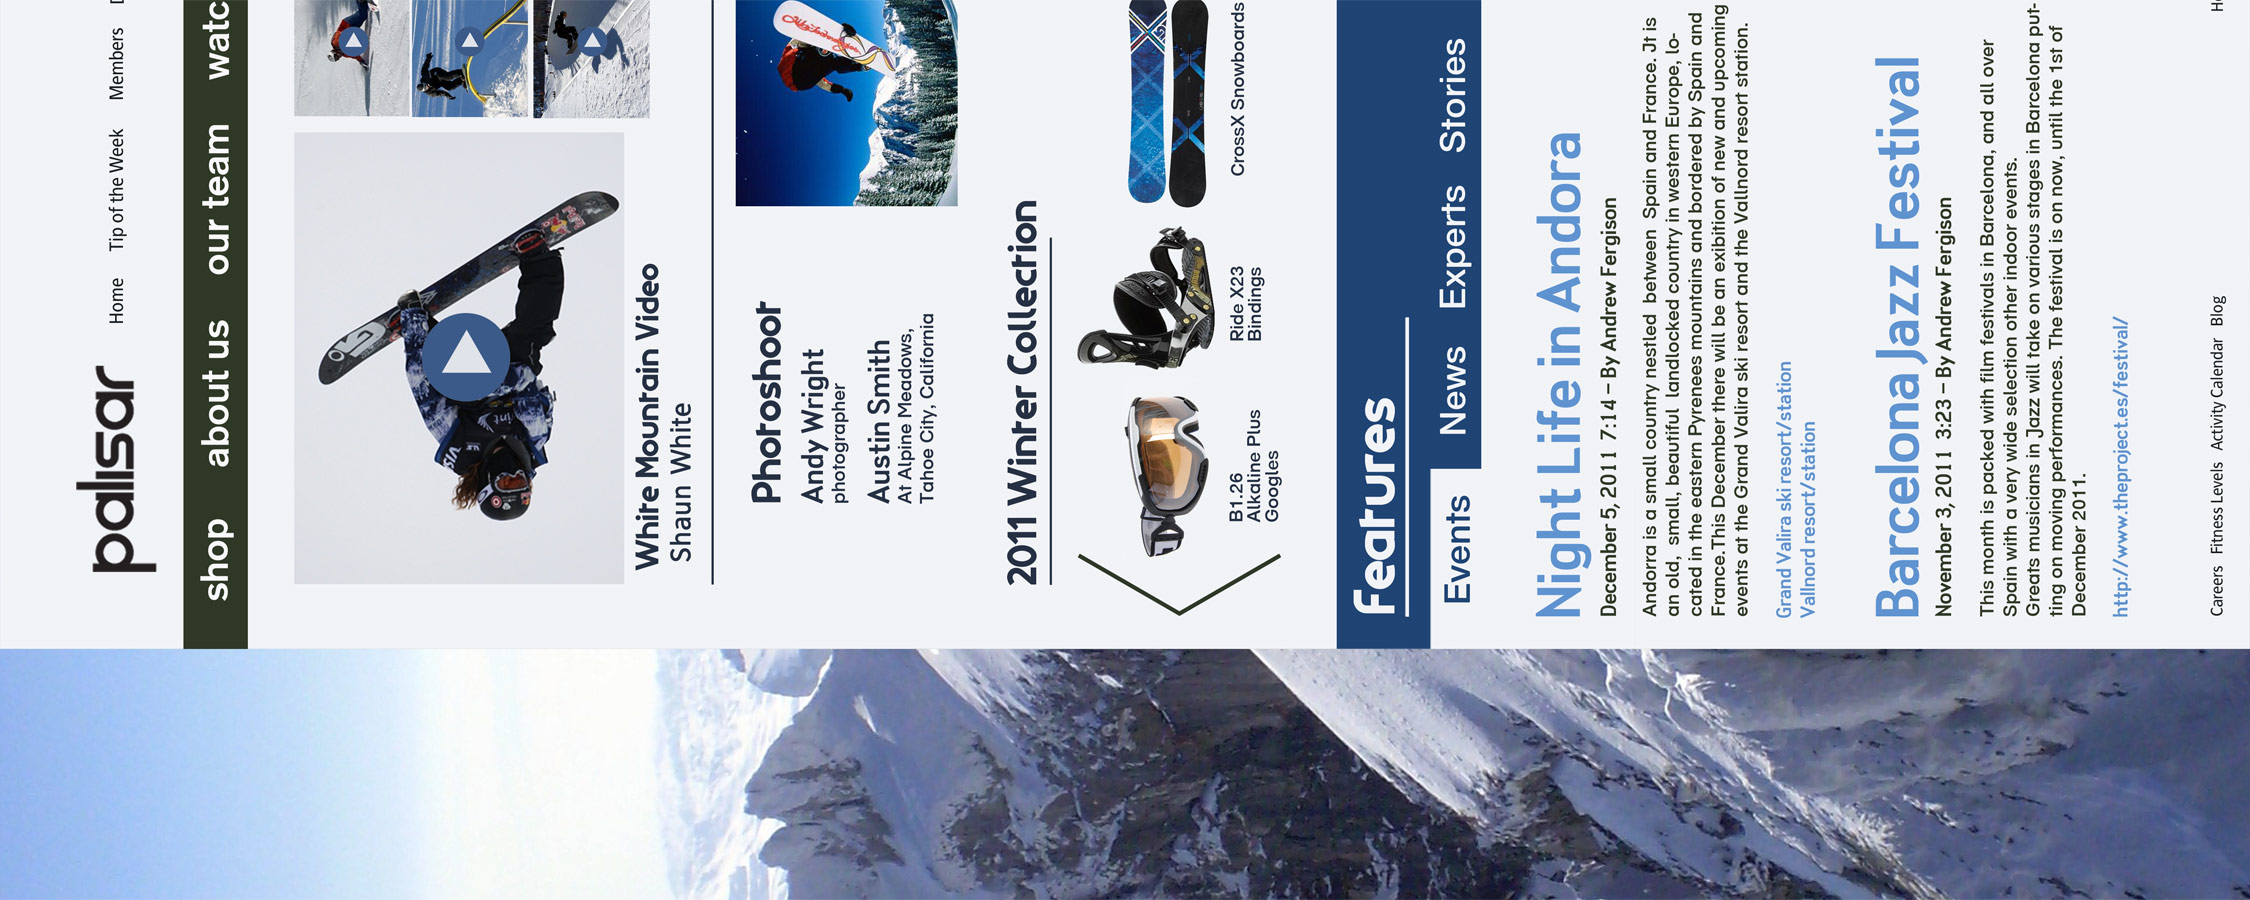 palisar
Home Tip of the Week Members
shop about us our team watc
White Mountain Video
Shaun White
Photoshoot
Andy Wright
photographer
Austin Smith
At Alpine Meadows,
Tahoe City, California
2011 Winter Collection
B1.26
Alkaline Plus
Googles
Ride X23
Bindings
CrossX Snowboards
features
Events News Experts Stories
Night Life in Andora
December 5, 2011 7:14 – By Andrew Fergison
Andorra is a small country nestled between Spain and France. Jt is
an old, small, beautiful landlocked country in western Europe, lo-
cated in the eastern Pyrenees mountains and bordered by Spain and
France.This December there will be an exibition of new and upcoming
events at the Grand Valira ski resort and the Vallnord resort station.
Grand Valira ski resort/station
Vallnord resort/station
Barcelona Jazz Festival
November 3, 2011 3:23 – By Andrew Fergison
This month is packed with film festivals in Barcelona, and all over
Spain with a very wide selection other indoor events.
Greats musicians in Jazz will take on various stages in Barcelona put-
ting on moving performances. The festival is on now, until the 1st of
December 2011.
http://www.theproject.es/festival/
Careers Fitness Levels Activity Calendar Blog